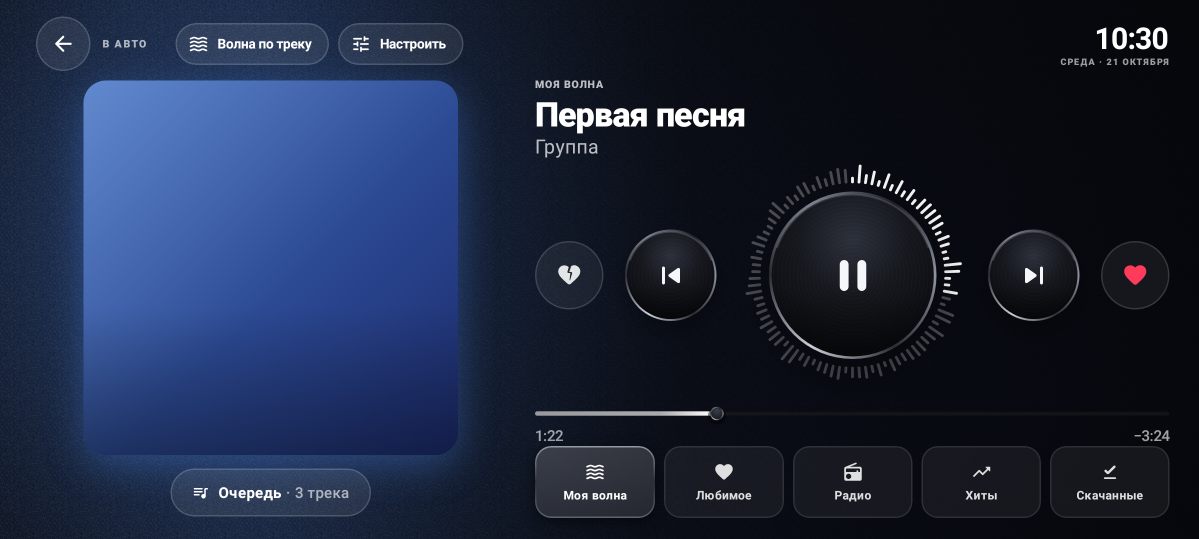 В АВТО
Волна по треку
Настроить
10:30
СРЕДА · 21 ОКТЯБРЯ
МОЯ ВОЛНА
Первая песня
Группа
1:22
−3:24
Очередь · 3 трека
Моя волна
Любимое
Радио
Хиты
Скачанные